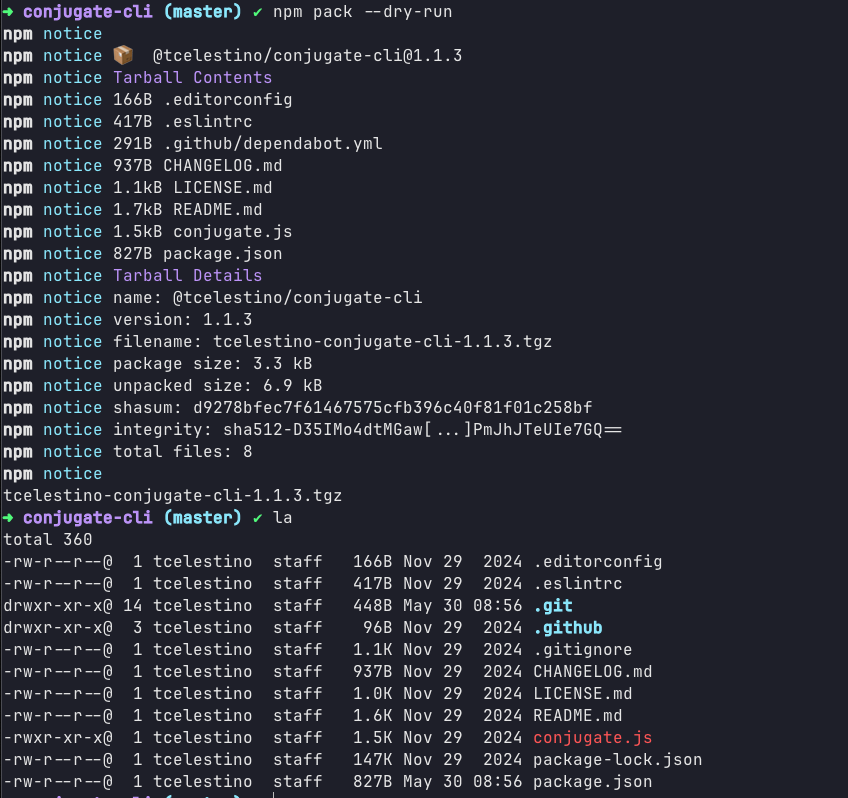 ➜ conjugate-cli (master) ✔ npm pack --dry-run
npm notice
npm notice 📦  @tcelestino/conjugate-cli@1.1.3
npm notice Tarball Contents
npm notice 166B .editorconfig
npm notice 417B .eslintrc
npm notice 291B .github/dependabot.yml
npm notice 937B CHANGELOG.md
npm notice 1.1kB LICENSE.md
npm notice 1.7kB README.md
npm notice 1.5kB conjugate.js
npm notice 827B package.json
npm notice Tarball Details
npm notice name: @tcelestino/conjugate-cli
npm notice version: 1.1.3
npm notice filename: tcelestino-conjugate-cli-1.1.3.tgz
npm notice package size: 3.3 kB
npm notice unpacked size: 6.9 kB
npm notice shasum: d9278bfec7f61467575cfb396c40f81f01c258bf
npm notice integrity: sha512-D35IMo4dtMGaw[...]PmJhJTeUIe7GQ==
npm notice total files: 8
npm notice
tcelestino-conjugate-cli-1.1.3.tgz
➜ conjugate-cli (master) ✔ la
total 360
-rw-r--r--@  1 tcelestino  staff   166B Nov 29  2024 .editorconfig
-rw-r--r--@  1 tcelestino  staff   417B Nov 29  2024 .eslintrc
drwxr-xr-x@ 14 tcelestino  staff   448B May 30 08:56 .git
drwxr-xr-x@  3 tcelestino  staff    96B Nov 29  2024 .github
-rw-r--r--@  1 tcelestino  staff   1.1K Nov 29  2024 .gitignore
-rw-r--r--@  1 tcelestino  staff   937B Nov 29  2024 CHANGELOG.md
-rw-r--r--@  1 tcelestino  staff   1.0K Nov 29  2024 LICENSE.md
-rw-r--r--@  1 tcelestino  staff   1.6K Nov 29  2024 README.md
-rwxr-xr-x@  1 tcelestino  staff   1.5K Nov 29  2024 conjugate.js
-rw-r--r--@  1 tcelestino  staff   147K Nov 29  2024 package-lock.json
-rw-r--r--@  1 tcelestino  staff   827B May 30 08:56 package.json